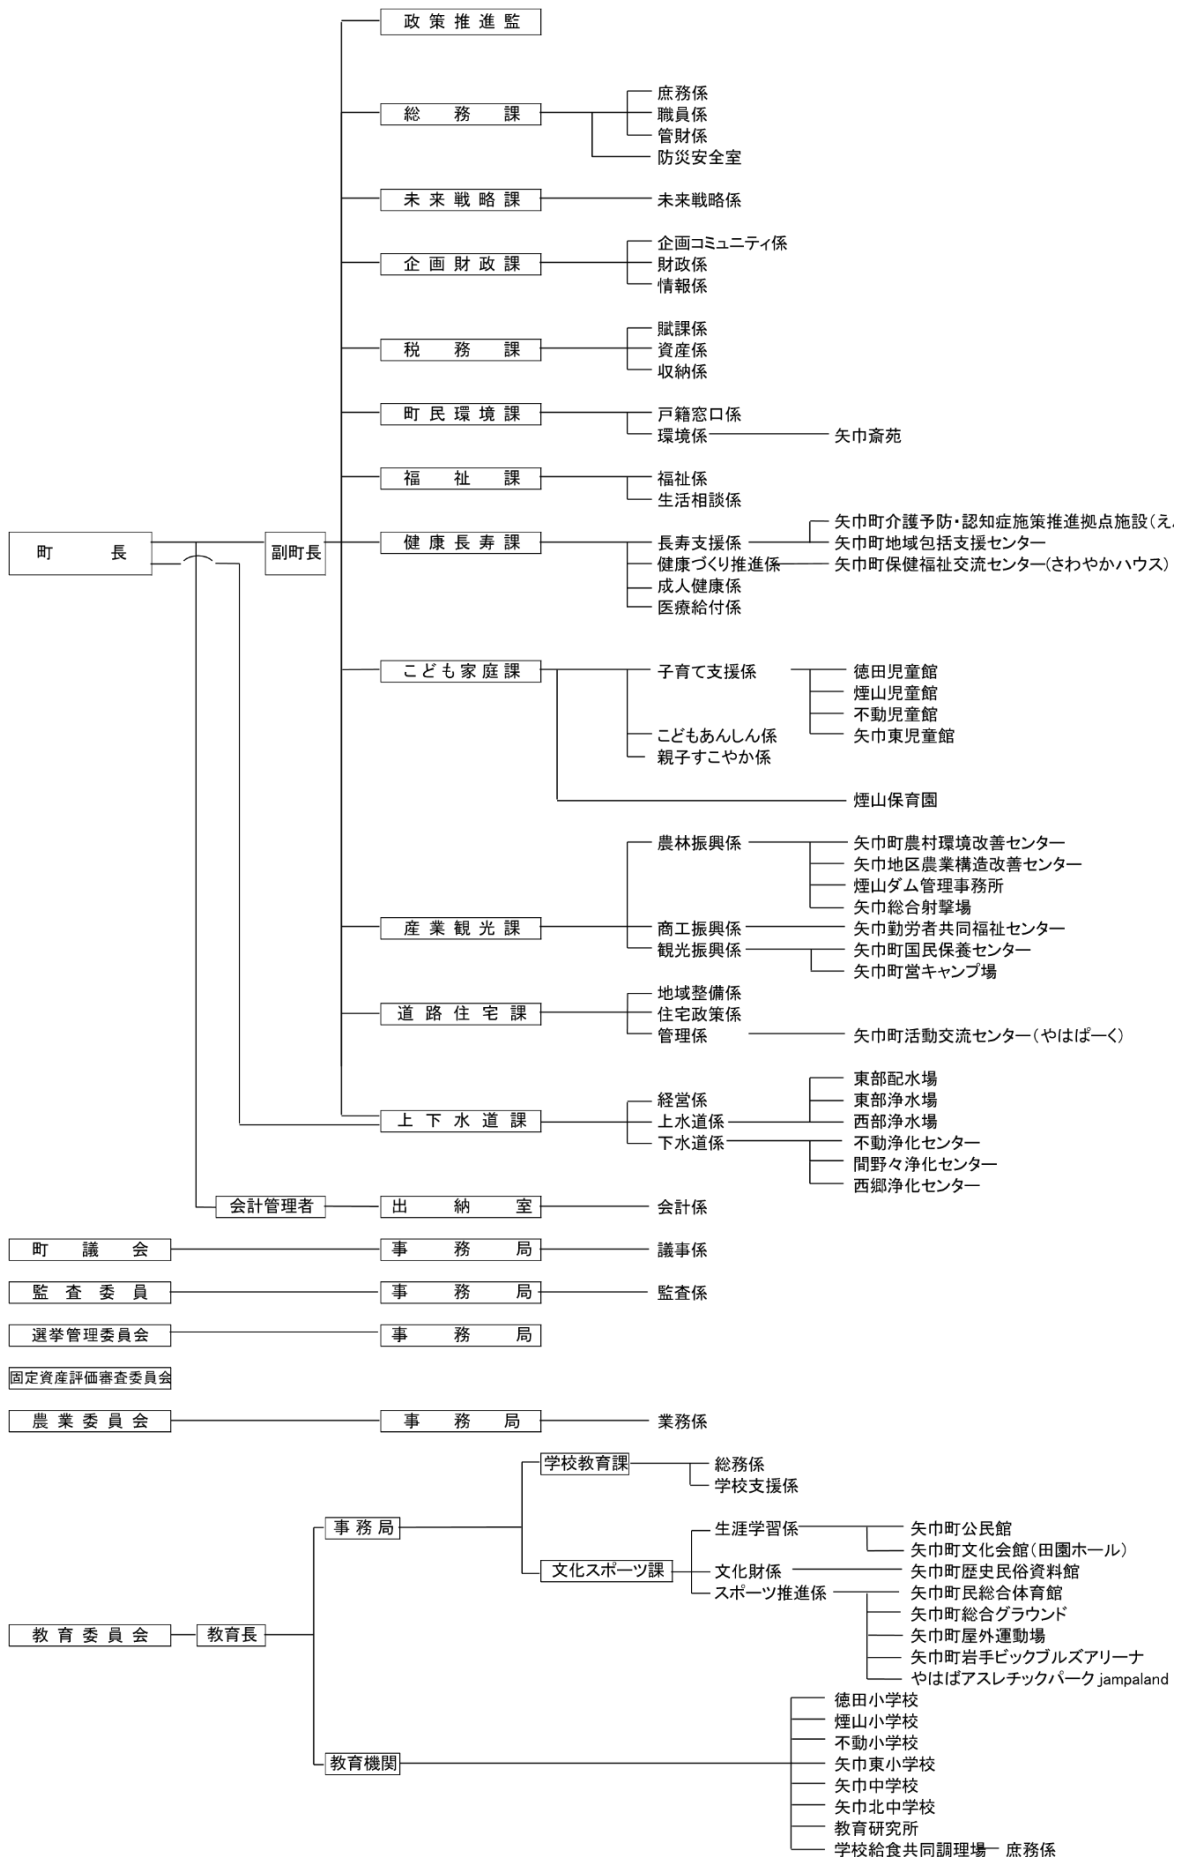 政策推進監
総務課
庶務係
職員係
管財係
防災安全室
未来戦略課 未来戦略係
企画財政課
企画コミュニティ係
財政係
情報係
税務課
賦課係
資産係
収納係
町民環境課
戸籍窓口係
環境係 矢巾斎苑
福祉課
福祉係
生活相談係
町長 副町長 健康長寿課
長寿支援係
矢巾町介護予防・認知症施策推進拠点施設(え
矢巾町地域包括支援センター
健康づくり推進係 矢巾町保健福祉交流センター(さわやかハウス)
成人健康係
医療給付係
こども家庭課
子育て支援係 徳田児童館
煙山児童館
不動児童館
こどもあんしん係 矢巾東児童館
親子すこやか係
煙山保育園
産業観光課
農林振興係 矢巾町農村環境改善センター
矢巾地区農業構造改善センター
煙山ダム管理事務所
矢巾総合射撃場
商工振興係 矢巾勤労者共同福祉センター
観光振興係 矢巾町国民保養センター
矢巾町営キャンプ場
道路住宅課
地域整備係
住宅政策係
管理係 矢巾町活動交流センター(やはぱーく)
上下水道課
経営係
上水道係
下水道係
東部配水場
東部浄水場
西部浄水場
不動浄化センター
間野々浄化センター
西郷浄化センター
会計管理者 出納室 会計係
町議会 事務局 議事係
監査委員 事務局 監査係
選挙管理委員会 事務局
固定資産評価審査委員会
農業委員会 事務局 業務係
教育委員会 教育長
事務局
学校教育課
総務係
学校支援係
文化スポーツ課
生涯学習係 矢巾町公民館
矢巾町文化会館(田園ホール)
文化財係 矢巾町歴史民俗資料館
スポーツ推進係 矢巾町民総合体育館
矢巾町総合グラウンド
矢巾町屋外運動場
矢巾町岩手ビックブルズアリーナ
やはばアスレチックパーク jampaland
教育機関
徳田小学校
煙山小学校
不動小学校
矢巾東小学校
矢巾中学校
矢巾北中学校
教育研究所
学校給食共同調理場 庶務係